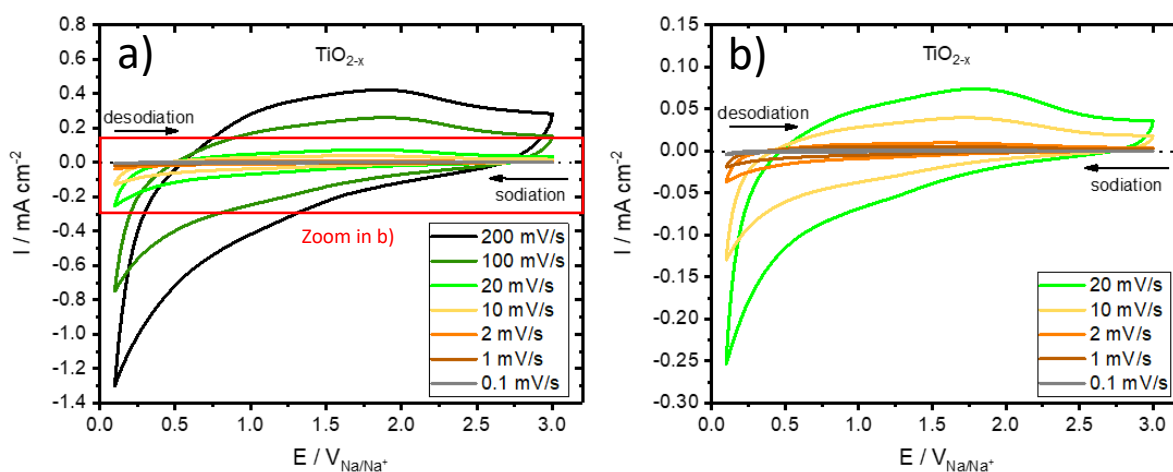 a)
TiO2-x
desodiation
sodiation
Zoom in b)
200 mV/s
100 mV/s
20 mV/s
10 mV/s
2 mV/s
1 mV/s
0.1 mV/s
0.8
0.6
0.4
0.2
0.0
-0.2
-0.4
-0.6
-0.8
-1.0
-1.2
-1.4
I / mA cm-2
0.0 0.5 1.0 1.5 2.0 2.5 3.0
E / VNa/Na+
b)
TiO2-x
desodiation
sodiation
20 mV/s
10 mV/s
2 mV/s
1 mV/s
0.1 mV/s
0.15
0.10
0.05
0.00
-0.05
-0.10
-0.15
-0.20
-0.25
-0.30
I / mA cm-2
0.0 0.5 1.0 1.5 2.0 2.5 3.0
E / VNa/Na+